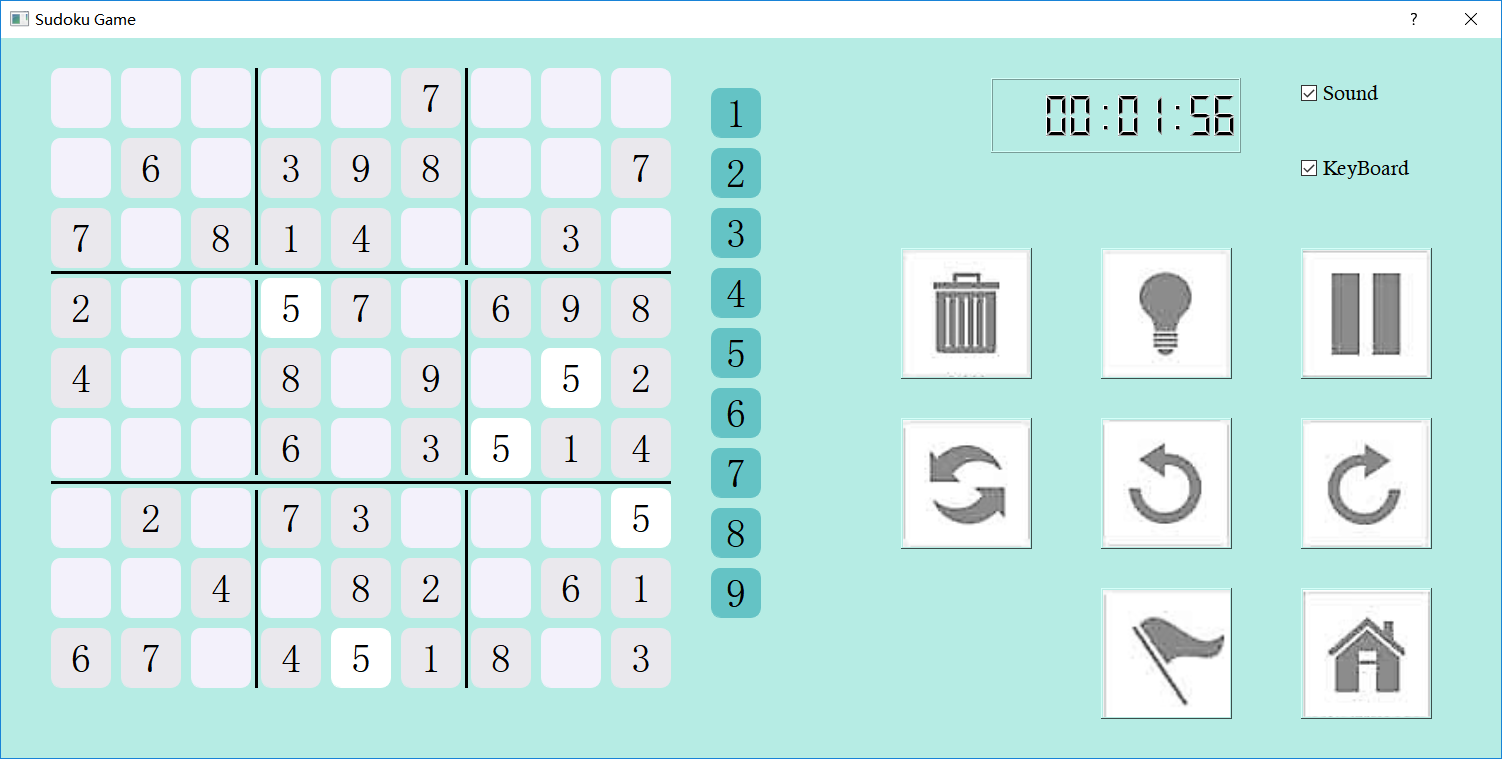 Sudoku Game ?
7
6 3 9 8 7
7 8 1 4 3
2 5 7 6 9 8
4 8 9 5 2
6 3 5 1 4
2 7 3 5
4 8 2 6 1
6 7 4 5 1 8 3
1
2
3
4
5
6
7
8
9
00:01:56
Sound
KeyBoard